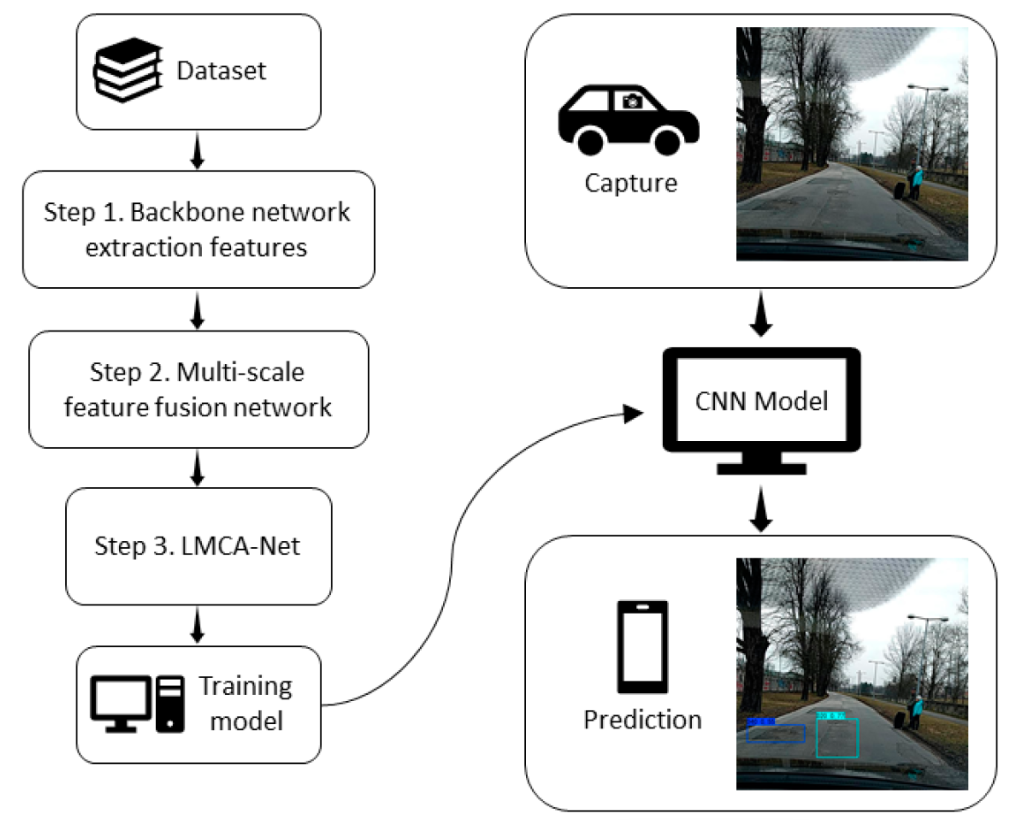 Dataset
Step 1. Backbone network
extraction features
Step 2. Multi-scale
feature fusion network
Step 3. LMCA-Net
Training
model
Capture
CNN Model
Prediction